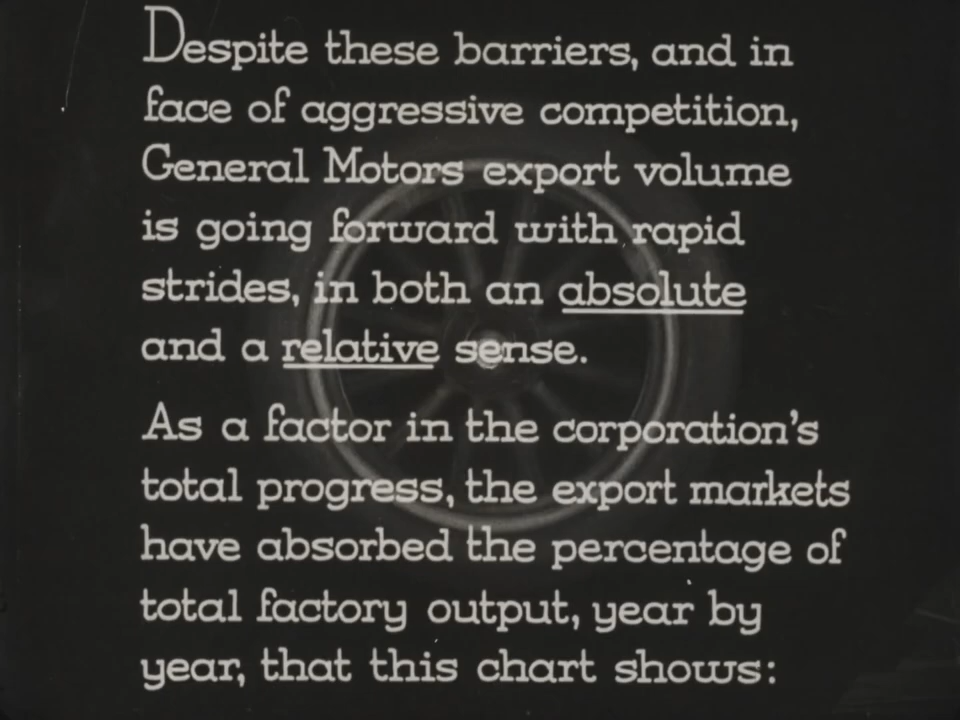 Despite these barriers, and in
face of aggressive competition,
General Motors export volume
is going forward with rapid
strides, in both an absolute
and a relative sense.
As a factor in the corporation's
total progress, the export markets
have absorbed the percentage of
total factory output, year by
year, that this chart shows: